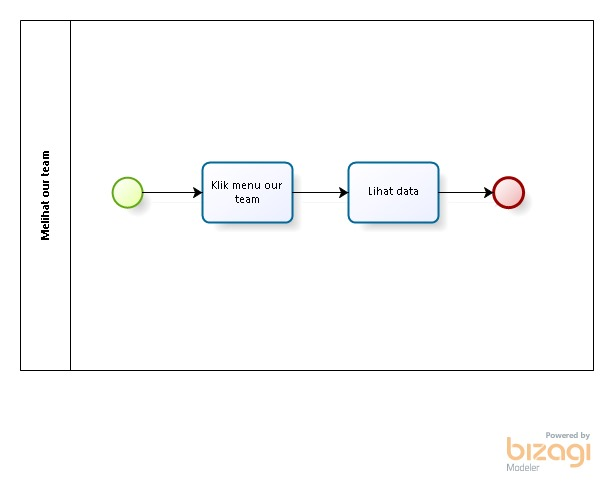 Melihat our team
Klik menu our
team
Lihat data
Powered by
bizagi
Modeler